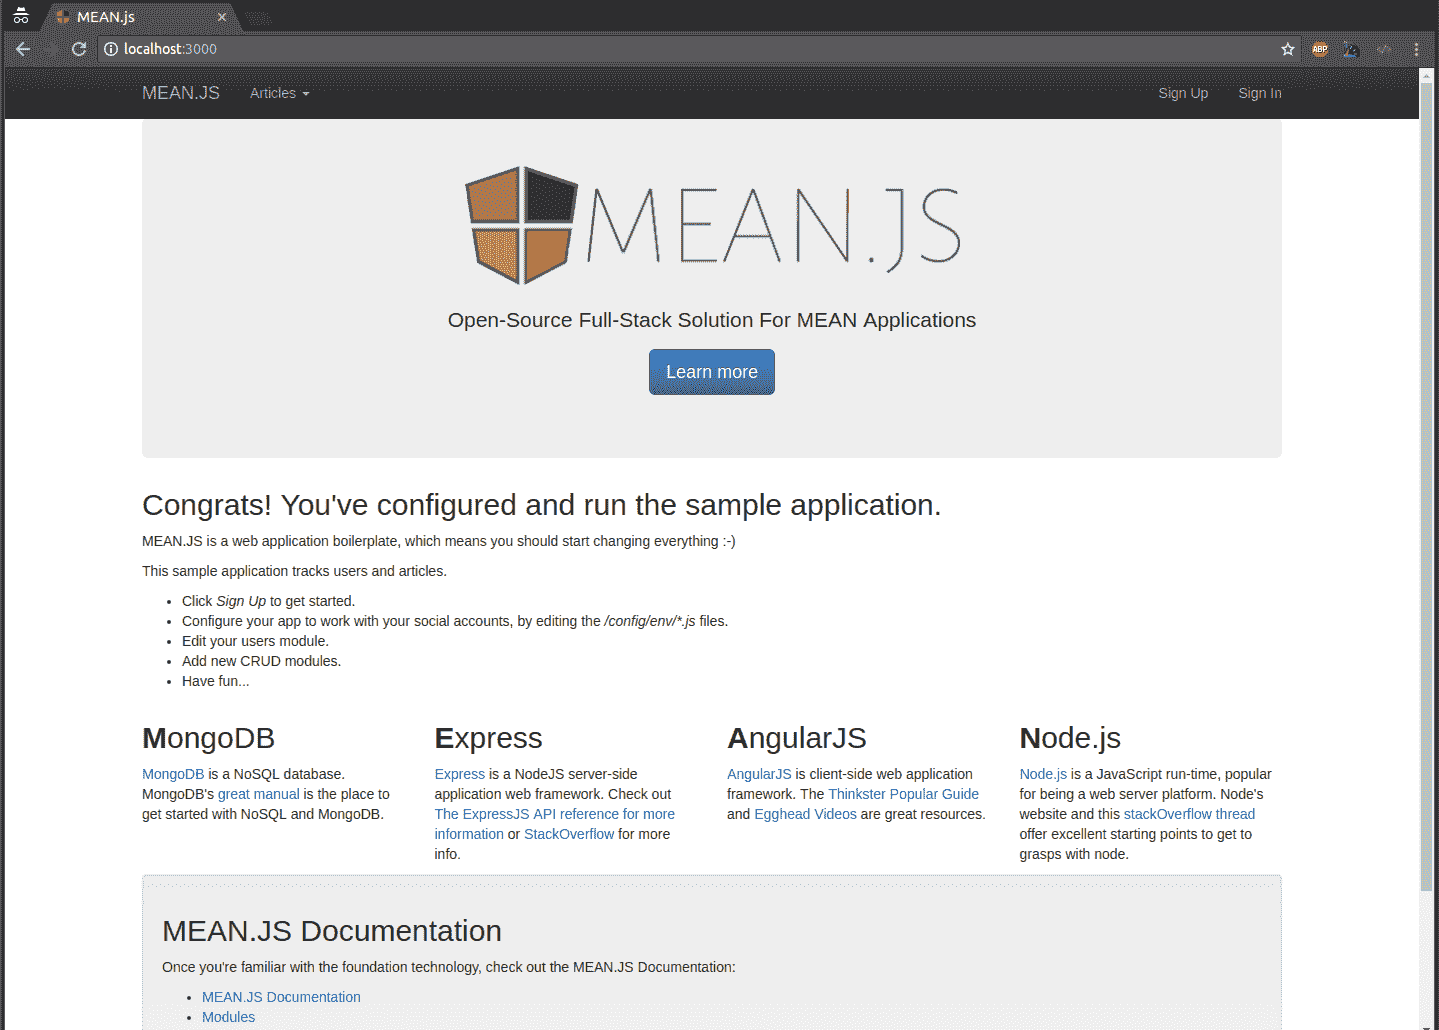 MEAN.js
localhost:3000
ABP
MEAN.JS Articles Sign Up Sign In
MEAN.JS
Open-Source Full-Stack Solution For MEAN Applications
Learn more
Congrats! You've configured and run the sample application.
MEAN.JS is a web application boilerplate, which means you should start changing everything :-)
This sample application tracks users and articles.
• Click Sign Up to get started.
• Configure your app to work with your social accounts, by editing the /config/env/*.js files.
• Edit your users module.
• Add new CRUD modules.
• Have fun...
MongoDB
MongoDB is a NoSQL database.
MongoDB's great manual is the place to
get started with NoSQL and MongoDB.
Express
Express is a NodeJS server-side
application web framework. Check out
The ExpressJS API reference for more
information or StackOverflow for more
info.
AngularJS
AngularJS is client-side web application
framework. The Thinkster Popular Guide
and Egghead Videos are great resources.
Node.js
Node.js is a JavaScript run-time, popular
for being a web server platform. Node's
website and this stackOverflow thread
offer excellent starting points to get to
grasps with node.
MEAN.JS Documentation
Once you're familiar with the foundation technology, check out the MEAN.JS Documentation:
• MEAN.JS Documentation
• Modules